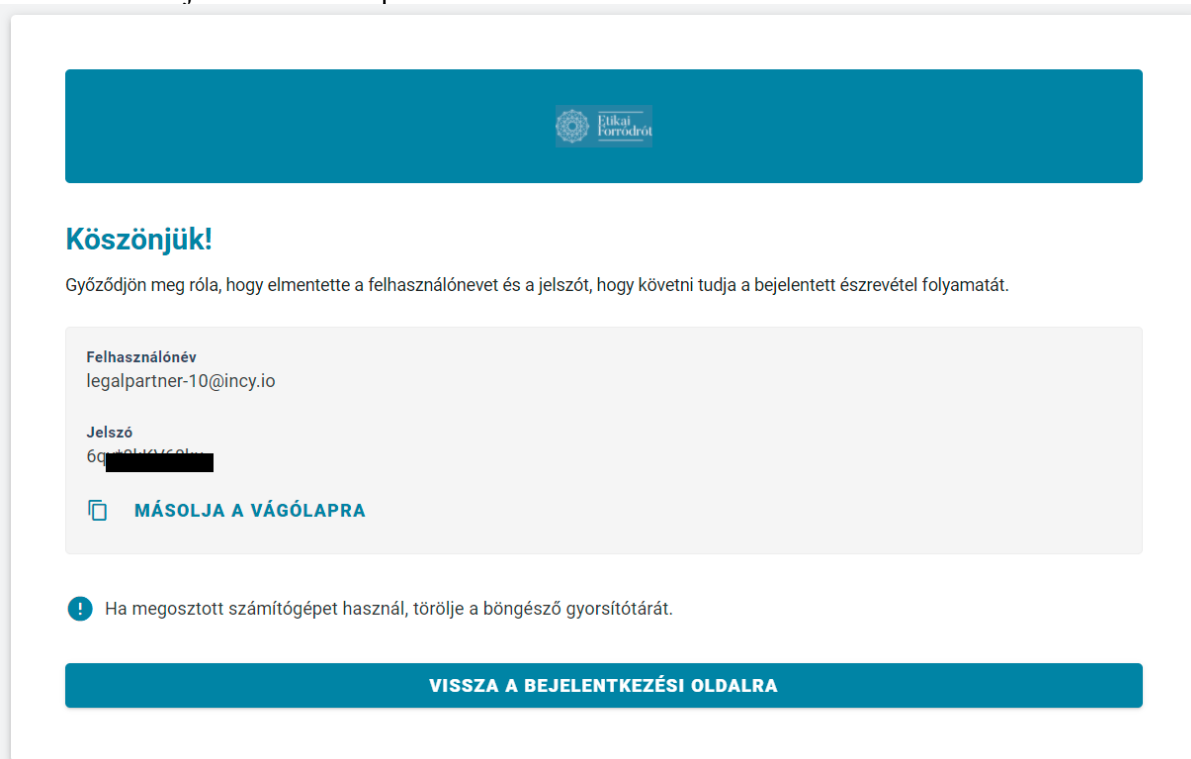 Etikai
Forródrót
Köszönjük!
Győződjön meg róla, hogy elmentette a felhasználónevet és a jelszót, hogy követni tudja a bejelentett észrevétel folyamatát.
Felhasználónév
legalpartner-10@incy.io
Jelszó
MÁSOLJA A VÁGÓLAPRA
Ha megosztott számítógépet használ, törölje a böngésző gyorsítótárát.
VISSZA A BEJELENTKEZÉSI OLDALRA